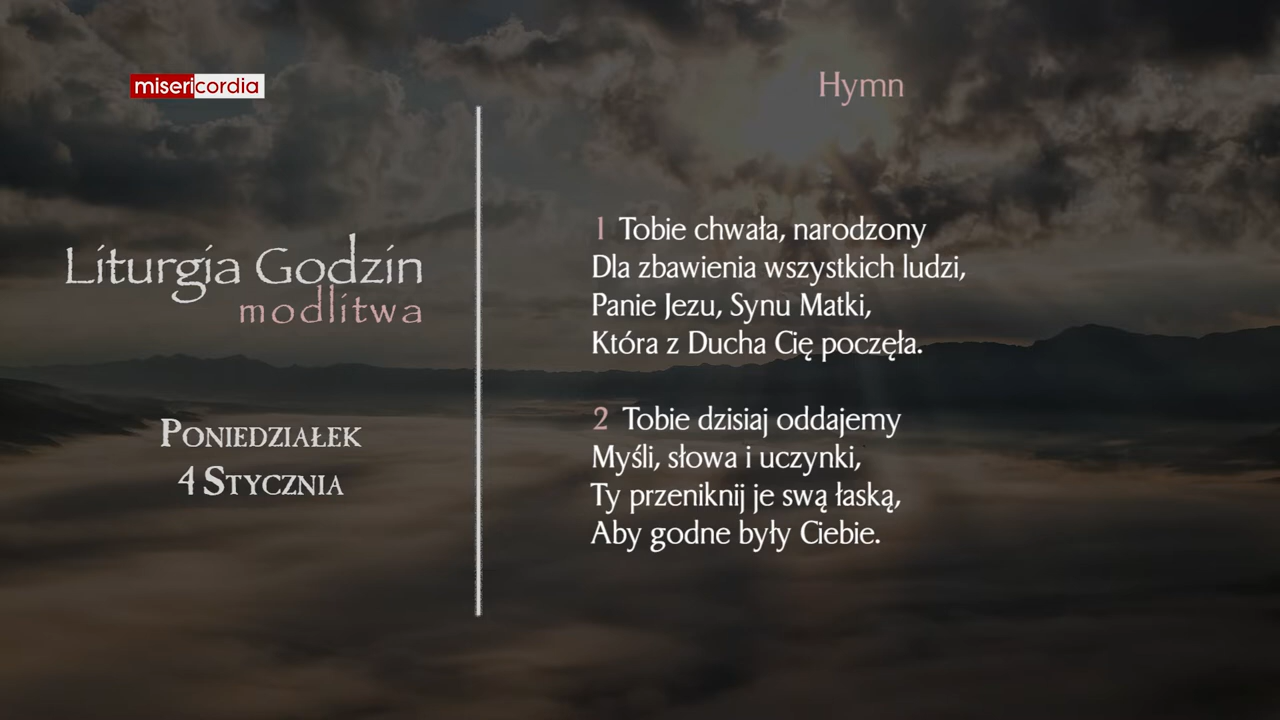 misericordia
Liturgia Godzin
modlitwa
Poniedziałek
4 Stycznia
Hymn
1 Tobie chwała, narodzony
Dla zbawienia wszystkich ludzi,
Panie Jezu, Synu Matki,
Która z Ducha Cię poczęła.
2 Tobie dzisiaj oddajemy
Myśli, słowa i uczynki,
Ty przeniknij je swą łaską,
Aby godne były Ciebie.